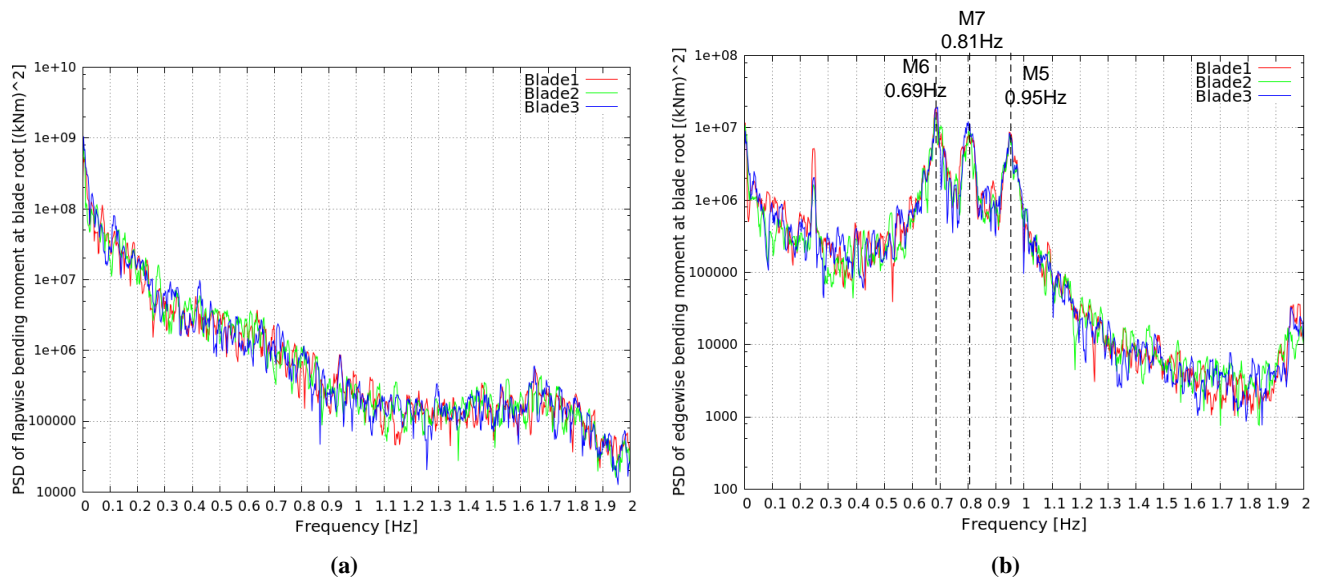 PSD of flapwise bending moment at blade root [(kNm)^2]
1e+10
1e+09
1e+08
1e+07
1e+06
100000
10000
Blade1
Blade2
Blade3
0 0.1 0.2 0.3 0.4 0.5 0.6 0.7 0.8 0.9 1 1.1 1.2 1.3 1.4 1.5 1.6 1.7 1.8 1.9 2
Frequency [Hz]
(a)
PSD of edgewise bending moment at blade root [(kNm)^2]
M7
0.81Hz
M6
0.69Hz
M5
0.95Hz
1e+08
1e+07
1e+06
100000
10000
1000
100
Blade1
Blade2
Blade3
0 0.1 0.2 0.3 0.4 0.5 0.6 0.7 0.8 0.9 1 1.1 1.2 1.3 1.4 1.5 1.6 1.7 1.8 1.9 2
Frequency [Hz]
(b)